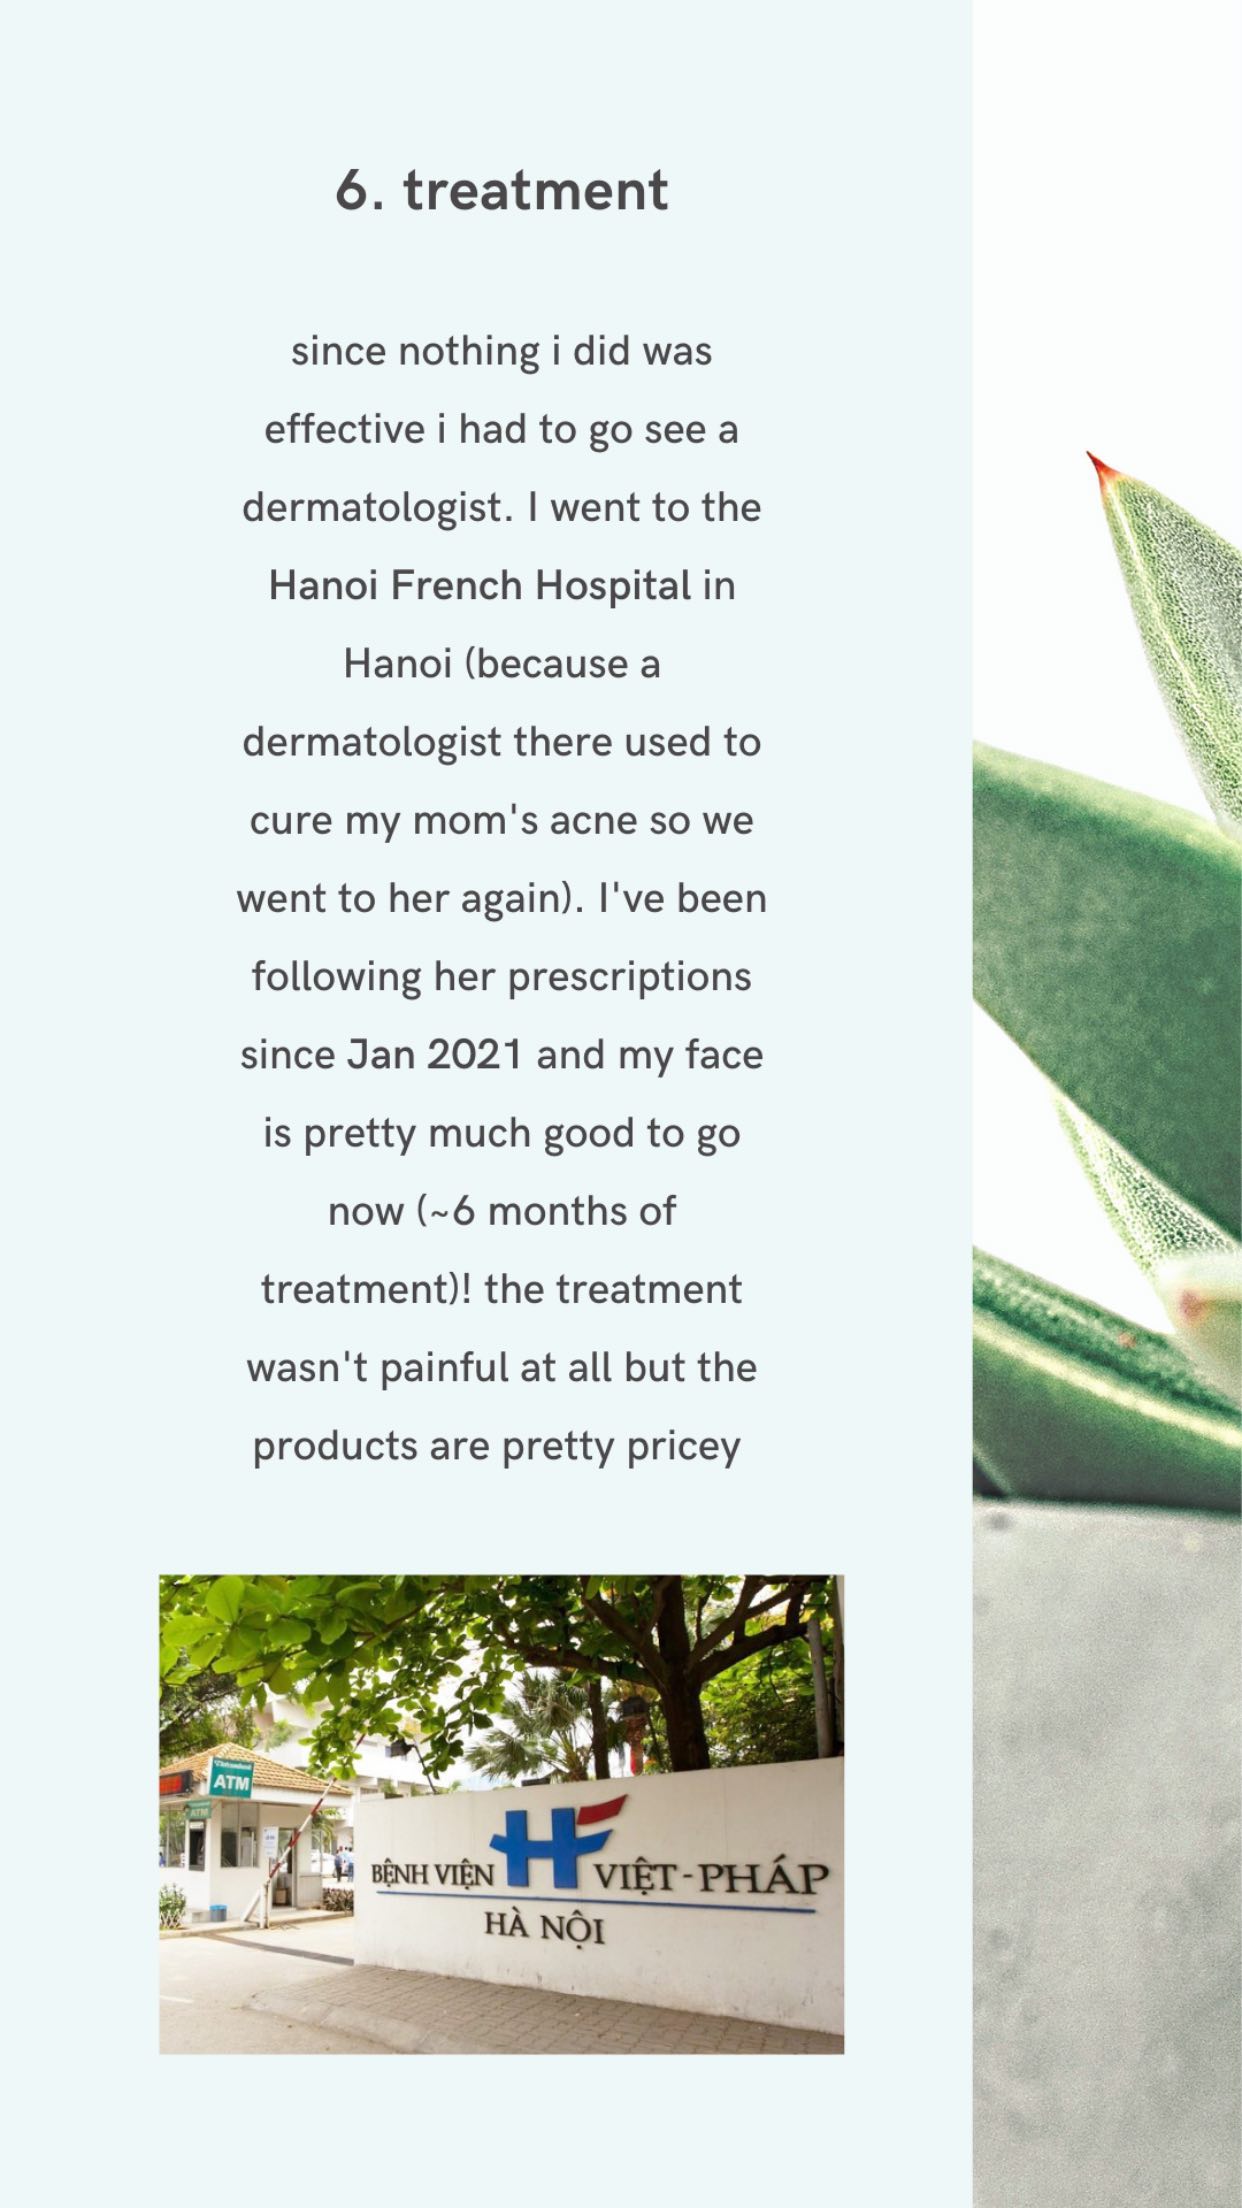 6. treatment
since nothing i did was
effective i had to go see a
dermatologist. I went to the
Hanoi French Hospital in
Hanoi (because a
dermatologist there used to
cure my mom's acne so we
went to her again). I've been
following her prescriptions
since Jan 2021 and my face
is pretty much good to go
now (~6 months of
treatment)! the treatment
wasn't painful at all but the
products are pretty pricey
ATM
ATM
BỆNH VIỆN HF VIỆT-PHÁP
HÀ NỘI